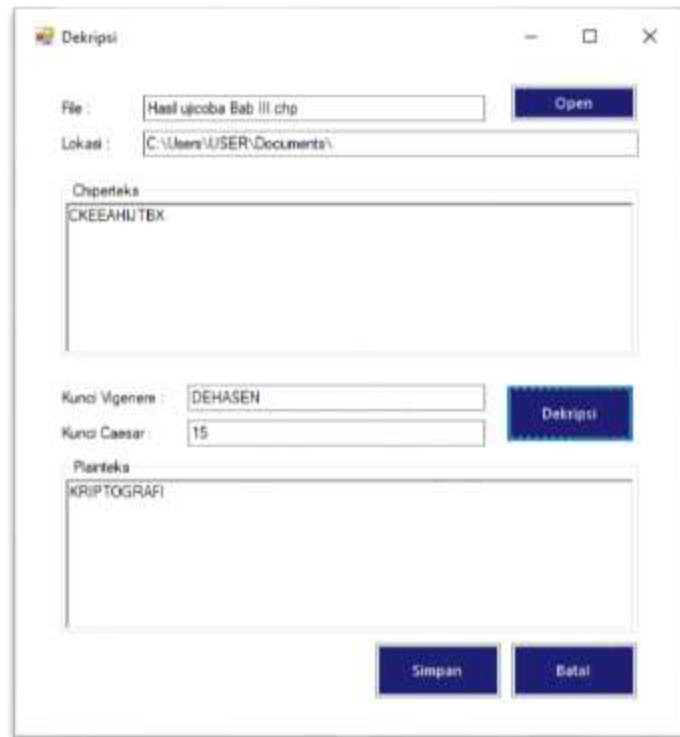 Dekripsi
File : Hasil ujicoba Bab III.chp Open
Lokasi : C:\Users\USER\Documents\
Chiperteks
CKEEAHIJTBX
Kunci Vigenere : DEHASEN
Dekripsi
Kunci Caesar : 15
Plainteks
KRIPTOGRAFI
Simpan Batal